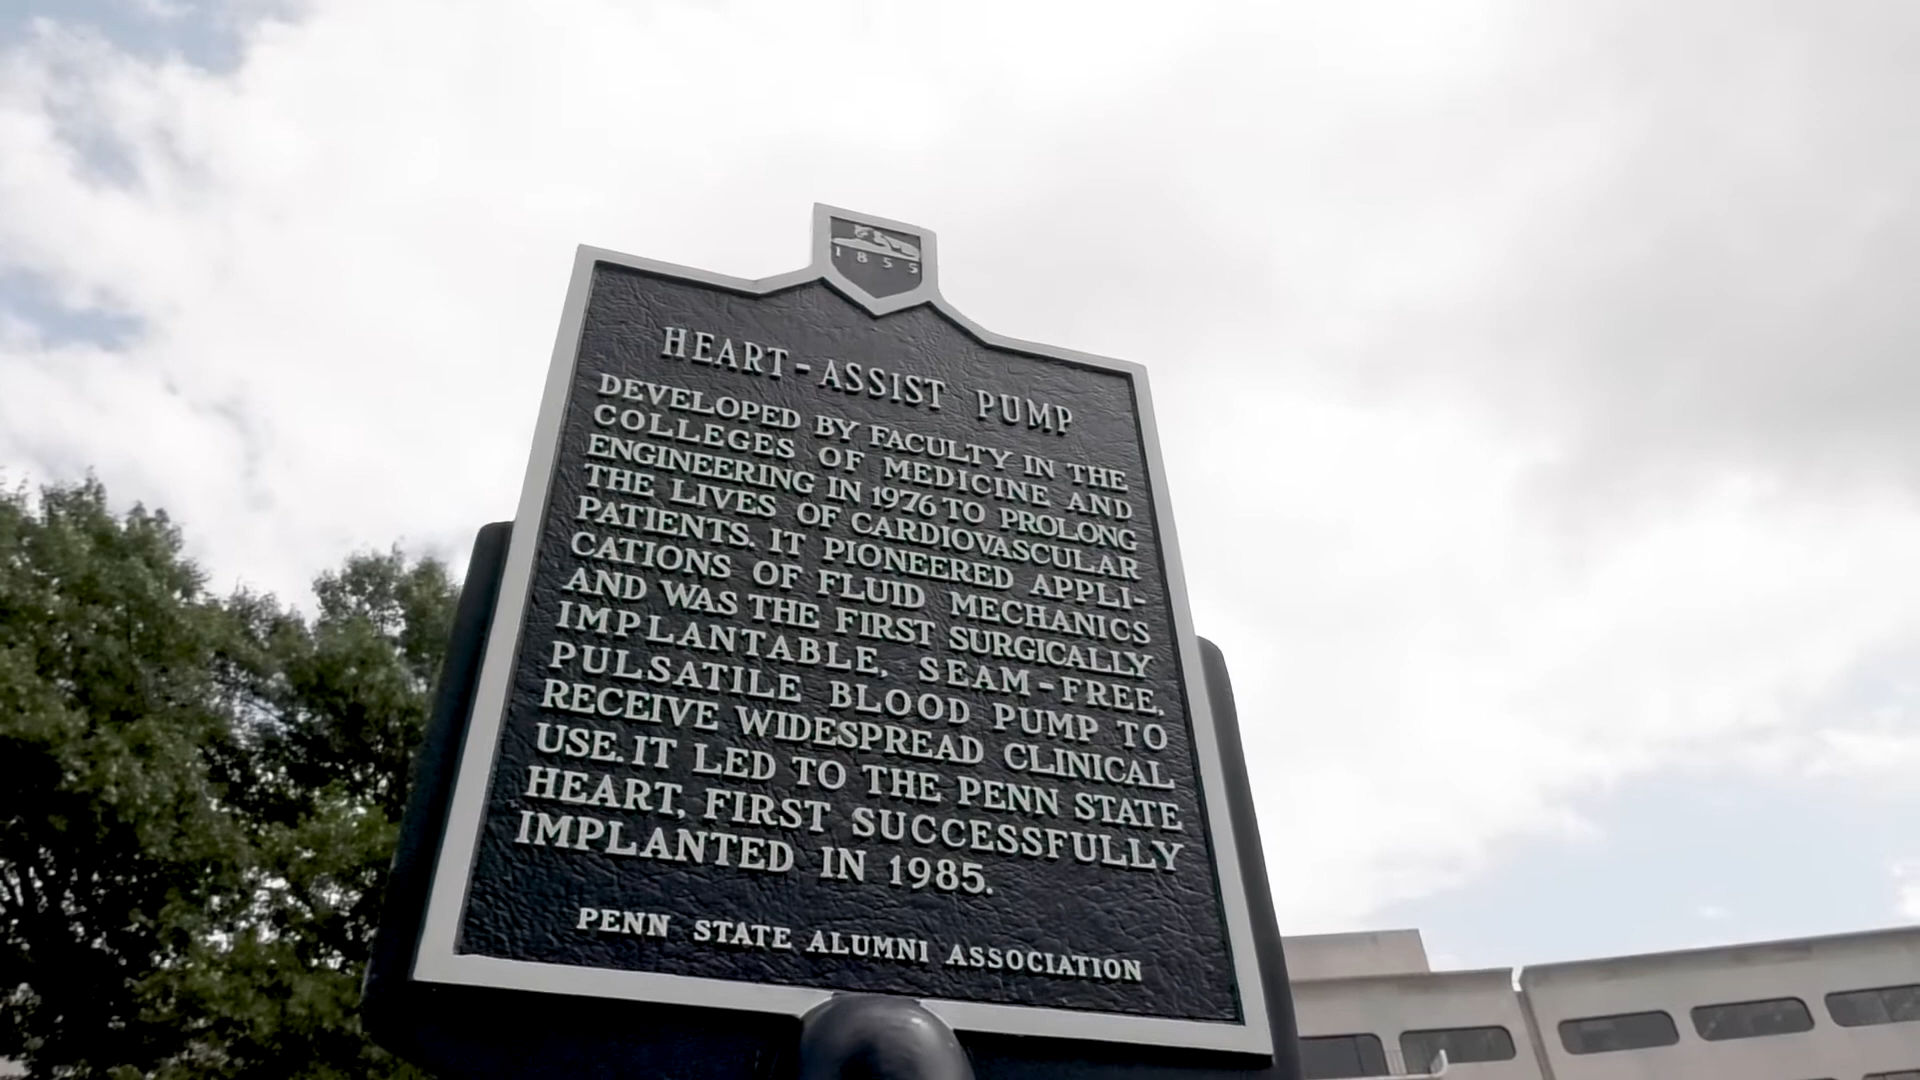 1855
HEART-ASSIST PUMP
DEVELOPED BY FACULTY IN THE
COLLEGES OF MEDICINE AND
ENGINEERING IN 1976 TO PROLONG
THE LIVES OF CARDIOVASCULAR
PATIENTS. IT PIONEERED APPLI-
CATIONS OF FLUID MECHANICS
AND WAS THE FIRST SURGICALLY
IMPLANTABLE, SEAM-FREE,
PULSATILE BLOOD PUMP TO
RECEIVE WIDESPREAD CLINICAL
USE. IT LED TO THE PENN STATE
HEART, FIRST SUCCESSFULLY
IMPLANTED IN 1985.
PENN STATE ALUMNI ASSOCIATION